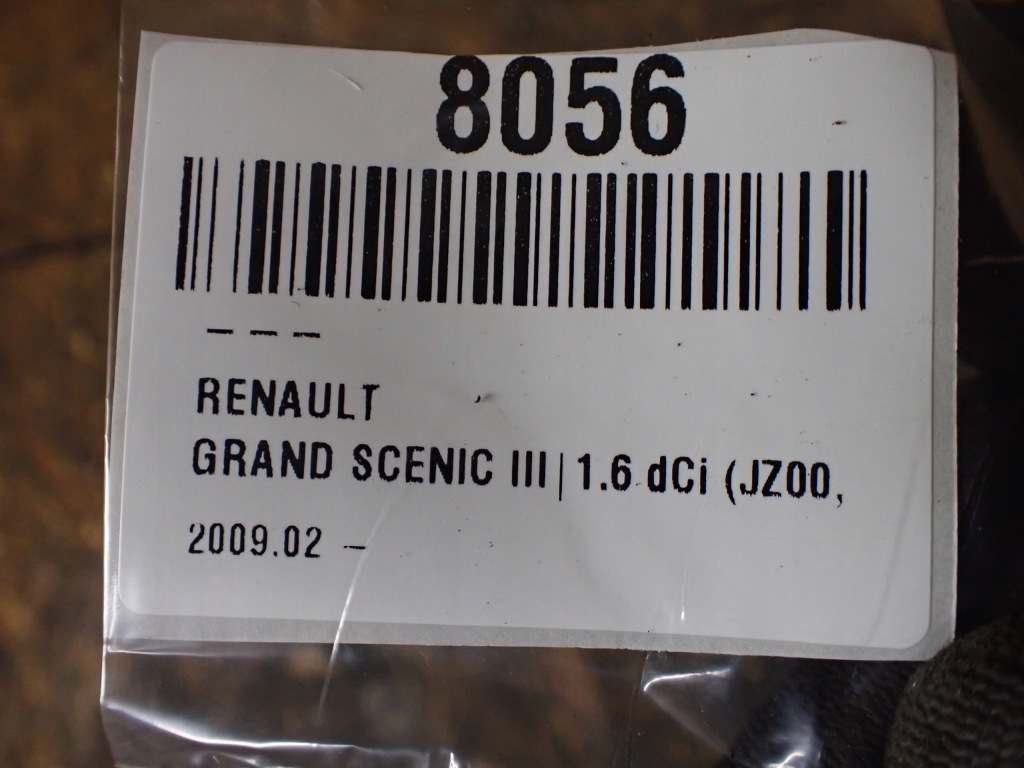 8056
---
RENAULT
GRAND SCENIC III | 1.6 dCi (JZ00,
2009.02 -